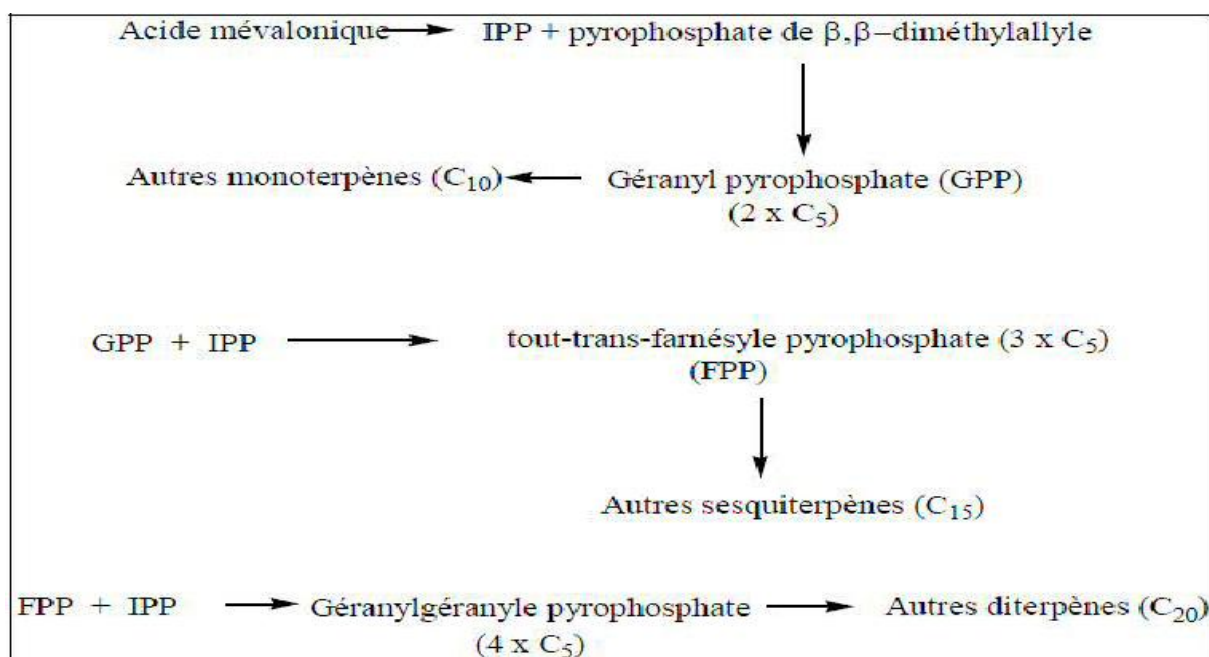 Acide mévalonique → IPP + pyrophosphate de β,β–diméthylallyle
Autres monoterpènes (C₁₀) ← Géranyl pyrophosphate (GPP)
(2 x C₅)
GPP + IPP → tout-trans-farnésyle pyrophosphate (3 x C₅)
(FPP)
Autres sesquiterpènes (C₁₅)
FPP + IPP → Géranylgéranyle pyrophosphate → Autres diterpènes (C₂₀)
(4 x C₅)